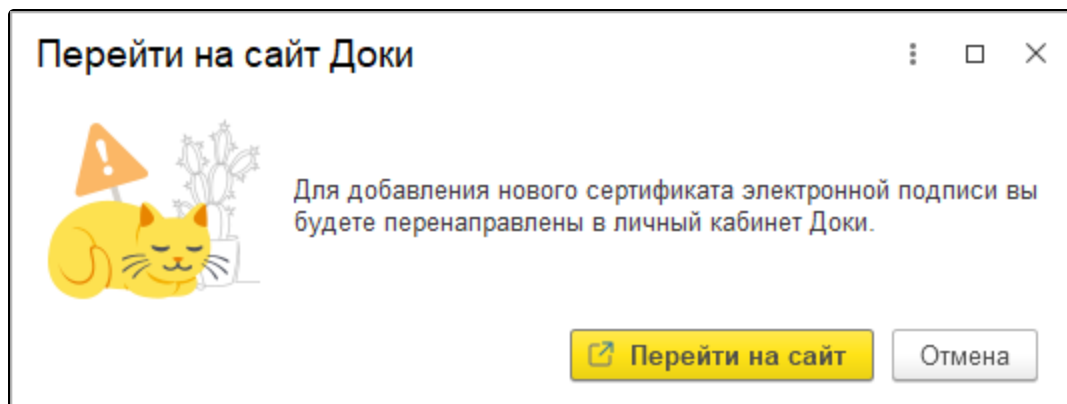 Перейти на сайт Доки
Для добавления нового сертификата электронной подписи вы
будете перенаправлены в личный кабинет Доки.
Перейти на сайт
Отмена